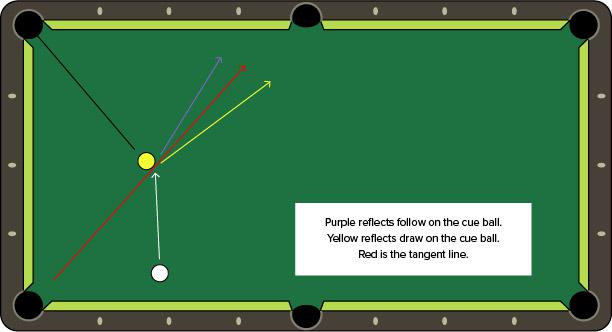 Purple reflects follow on the cue ball.
Yellow reflects draw on the cue ball.
Red is the tangent line.